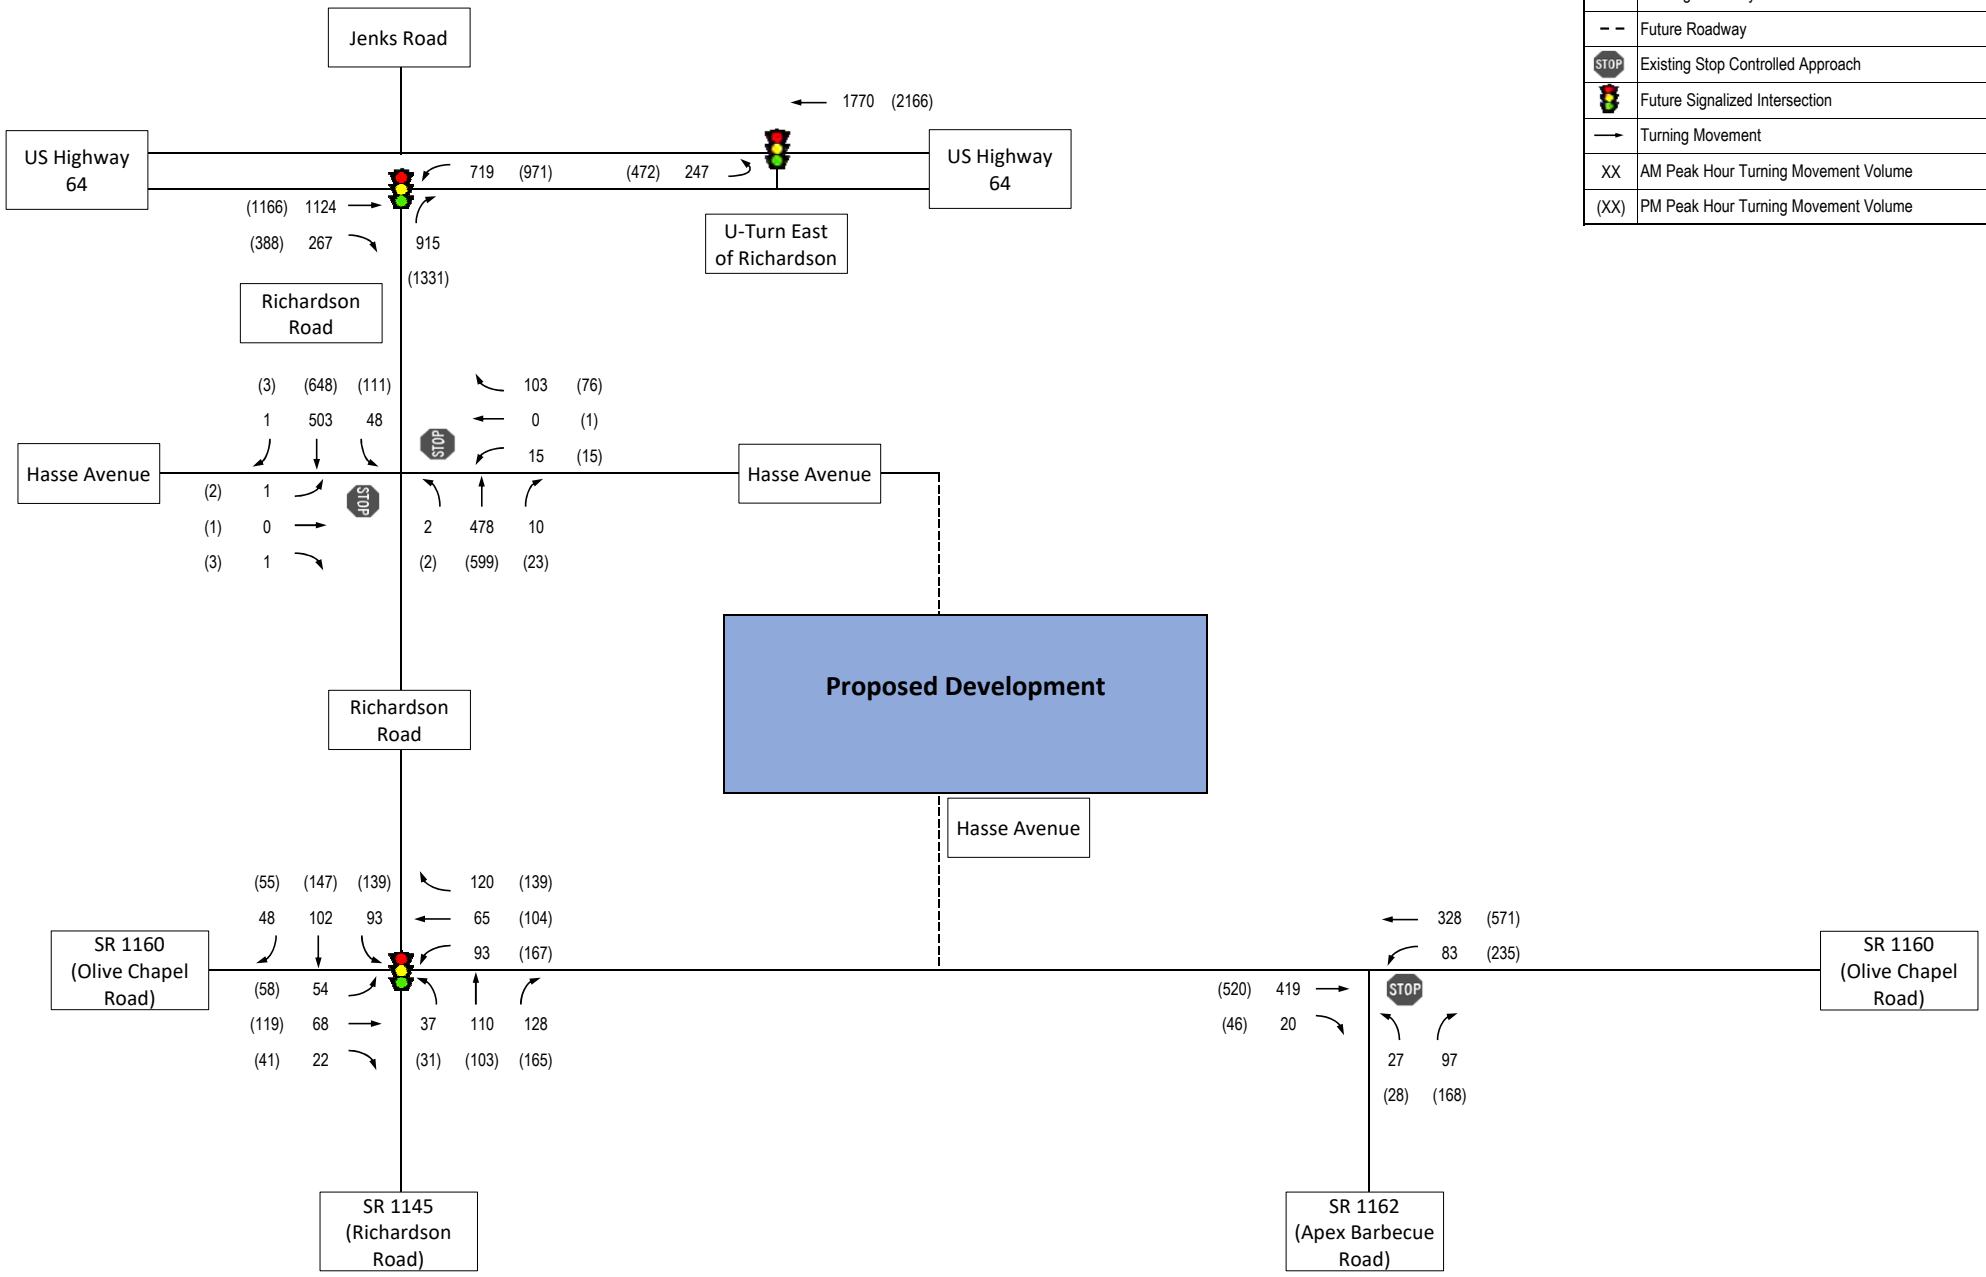 Jenks Road
-- Future Roadway
STOP Existing Stop Controlled Approach
Future Signalized Intersection
Turning Movement
XX AM Peak Hour Turning Movement Volume
(XX) PM Peak Hour Turning Movement Volume
1770 (2166)
US Highway
64
719 (971) (472) 247
US Highway
64
(1166) 1124
(388) 267 915
(1331)
U-Turn East
of Richardson
Richardson
Road
(3) (648) (111) 103 (76)
1 503 48 0 (1)
STOP
15 (15)
Hasse Avenue
Hasse Avenue
(2) 1
STOP
(1) 0 2 478 10
(3) 1 (2) (599) (23)
Proposed Development
Richardson
Road
Hasse Avenue
(55) (147) (139) 120 (139)
48 102 93 65 (104) 328 (571)
93 (167) 83 (235)
SR 1160
(Olive Chapel
Road)
SR 1160
(Olive Chapel
Road)
(58) 54 (520) 419 STOP
(119) 68 37 110 128 (46) 20
(41) 22 (31) (103) (165) 27 97
(28) (168)
SR 1145
(Richardson
Road)
SR 1162
(Apex Barbecue
Road)